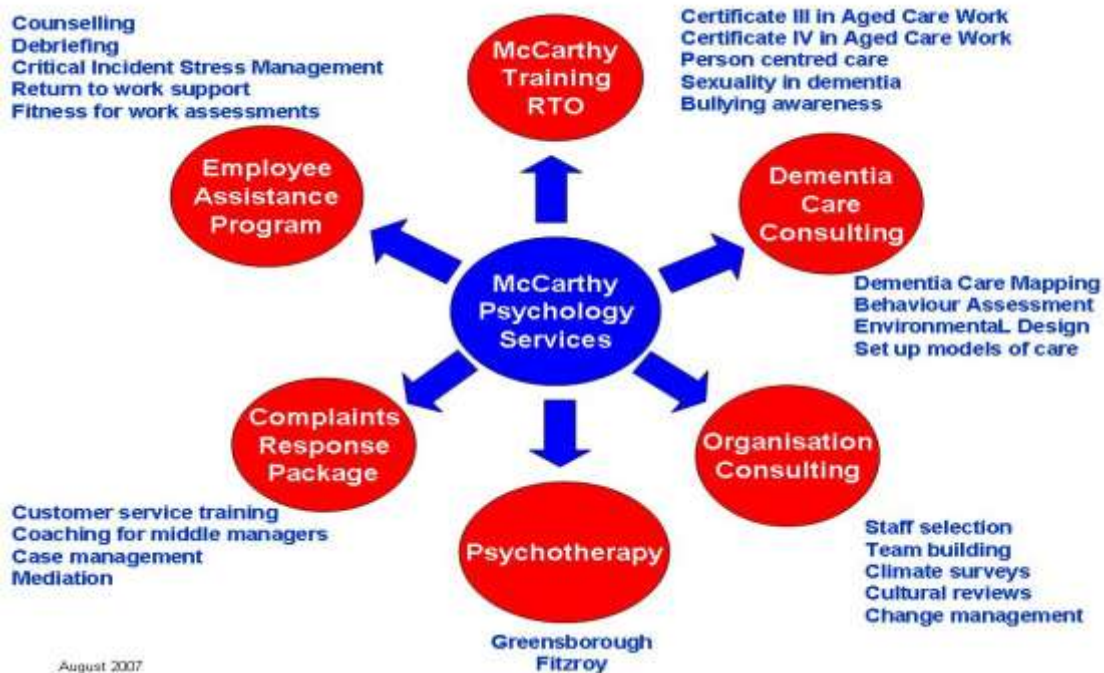 Counselling
Debriefing
Critical Incident Stress Management
Return to work support
Fitness for work assessments
McCarthy
Training
RTO
Certificate III in Aged Care Work
Certificate IV in Aged Care Work
Person centred care
Sexuality in dementia
Bullying awareness
Employee
Assistance
Program
Dementia
Care
Consulting
Dementia Care Mapping
Behaviour Assessment
EnvironmentaL Design
Set up models of care
McCarthy
Psychology
Services
Complaints
Response
Package
Customer service training
Coaching for middle managers
Case management
Mediation
Organisation
Consulting
Staff selection
Team building
Climate surveys
Cultural reviews
Change management
Psychotherapy
Greensborough
Fitzroy
August 2007